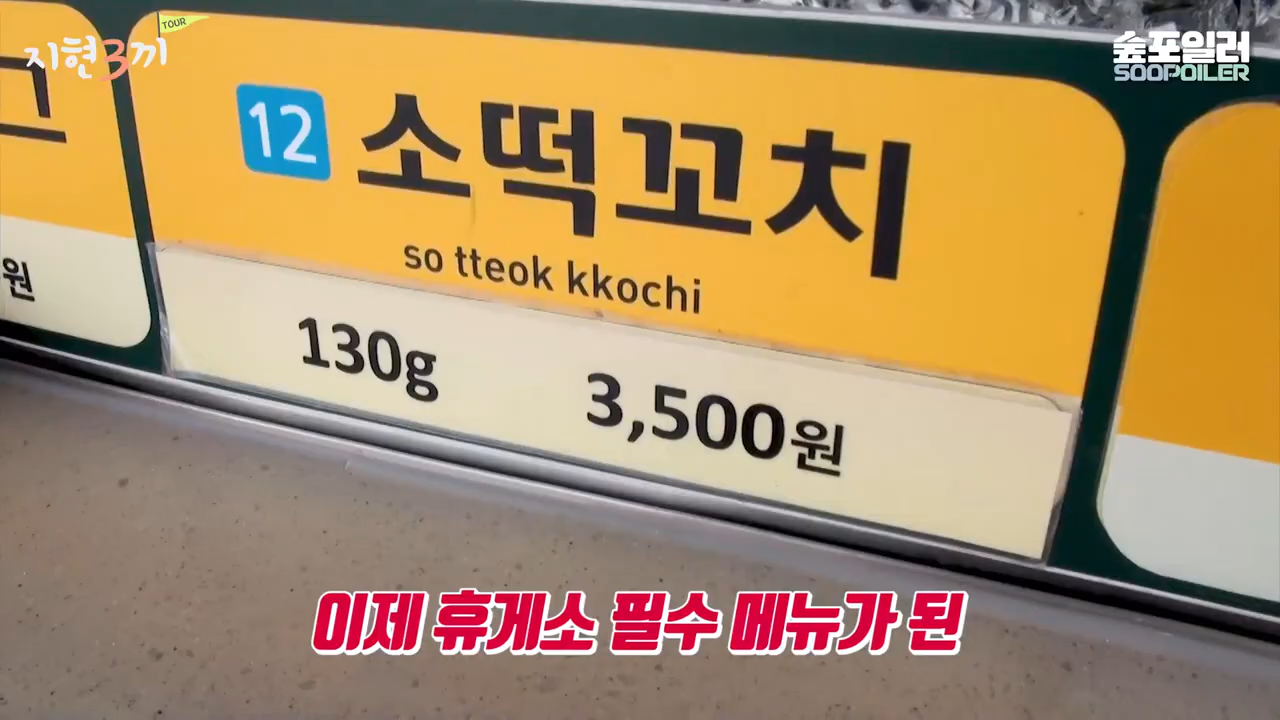 TOUR
지현3끼
숲포일러
SOOPOILER
그
원
12 소떡꼬치
so tteok kkochi
130g 3,500원
이제 휴게소 필수 메뉴가 된